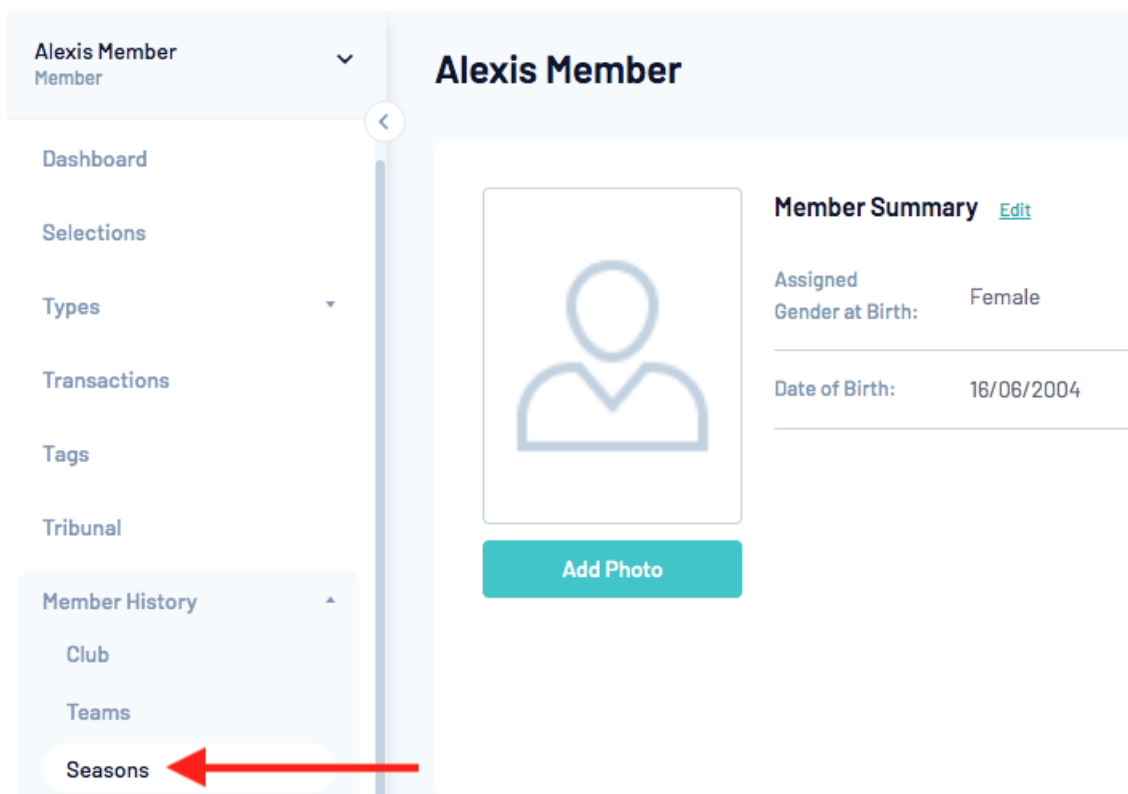 Alexis Member
Member
Dashboard
Selections
Types
Transactions
Tags
Tribunal
Member History
Club
Teams
Seasons
Alexis Member
Member Summary Edit
Assigned
Gender at Birth: Female
Date of Birth: 16/06/2004
Add Photo